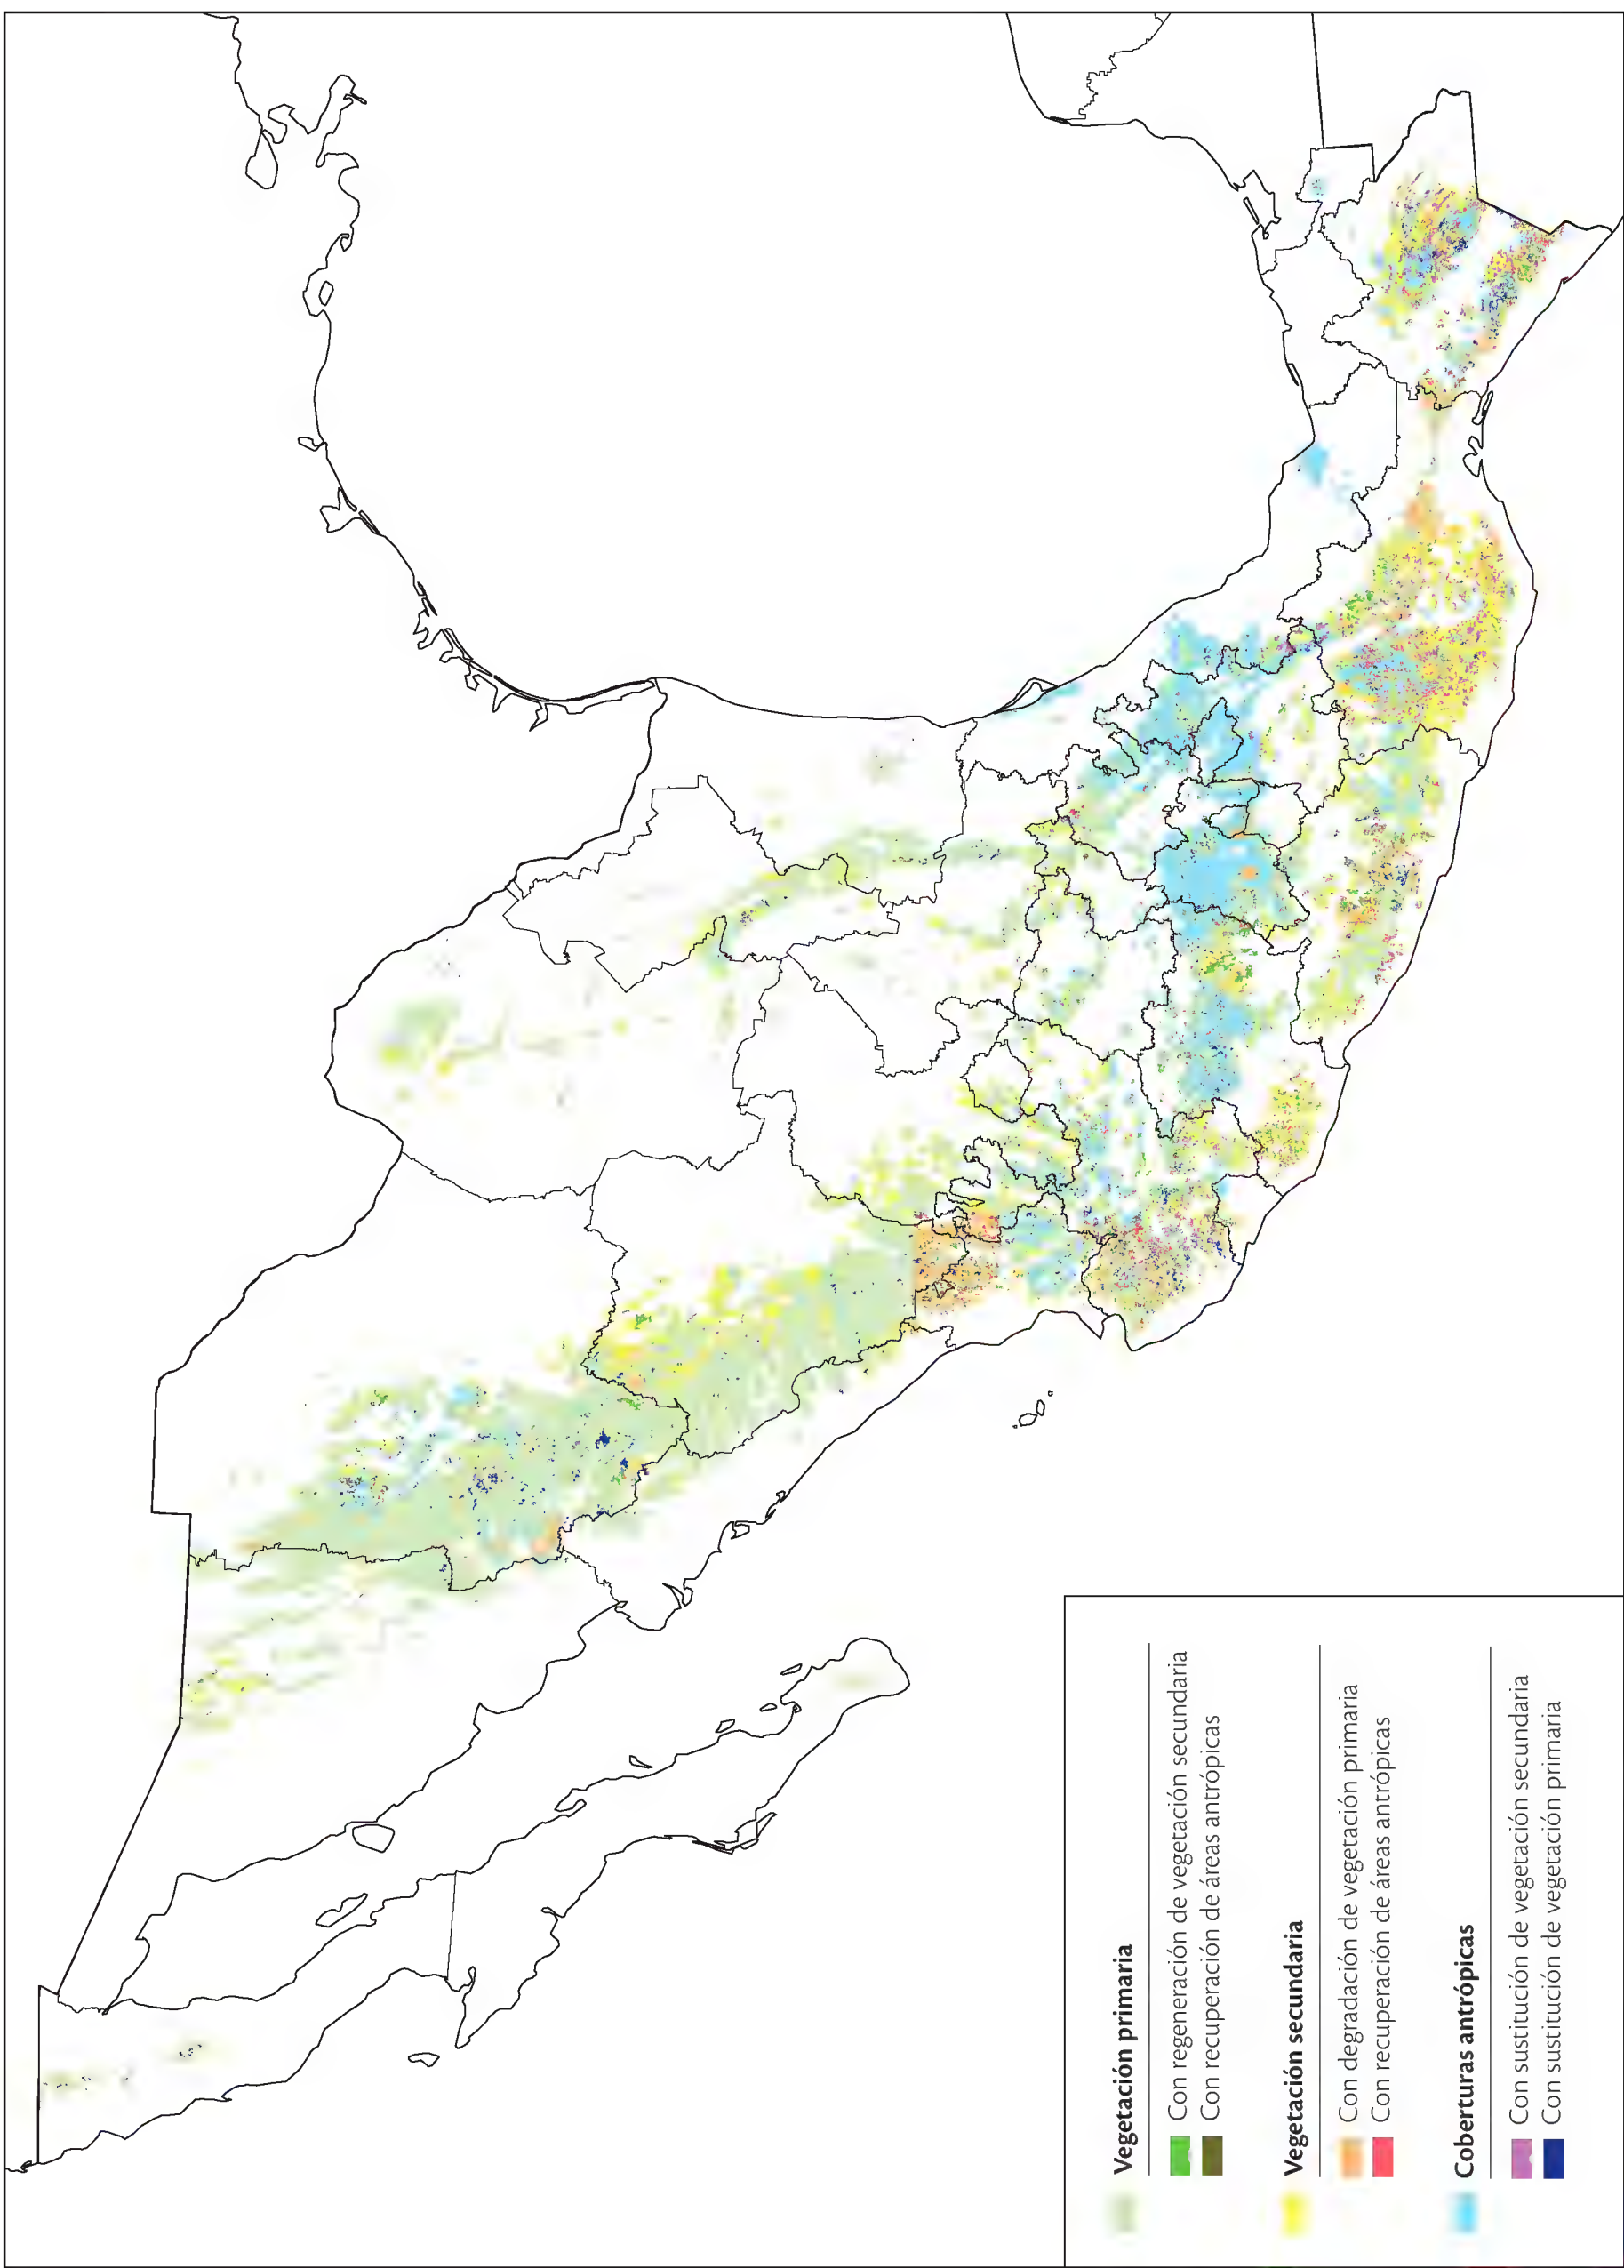 Vegetación primaria
Con regeneración de vegetación secundaria
Con recuperación de áreas antrópicas
Vegetación secundaria
Con degradación de vegetación primaria
Con recuperación de áreas antrópicas
Coberturas antrópicas
Con sustitución de vegetación secundaria
Con sustitución de vegetación primaria